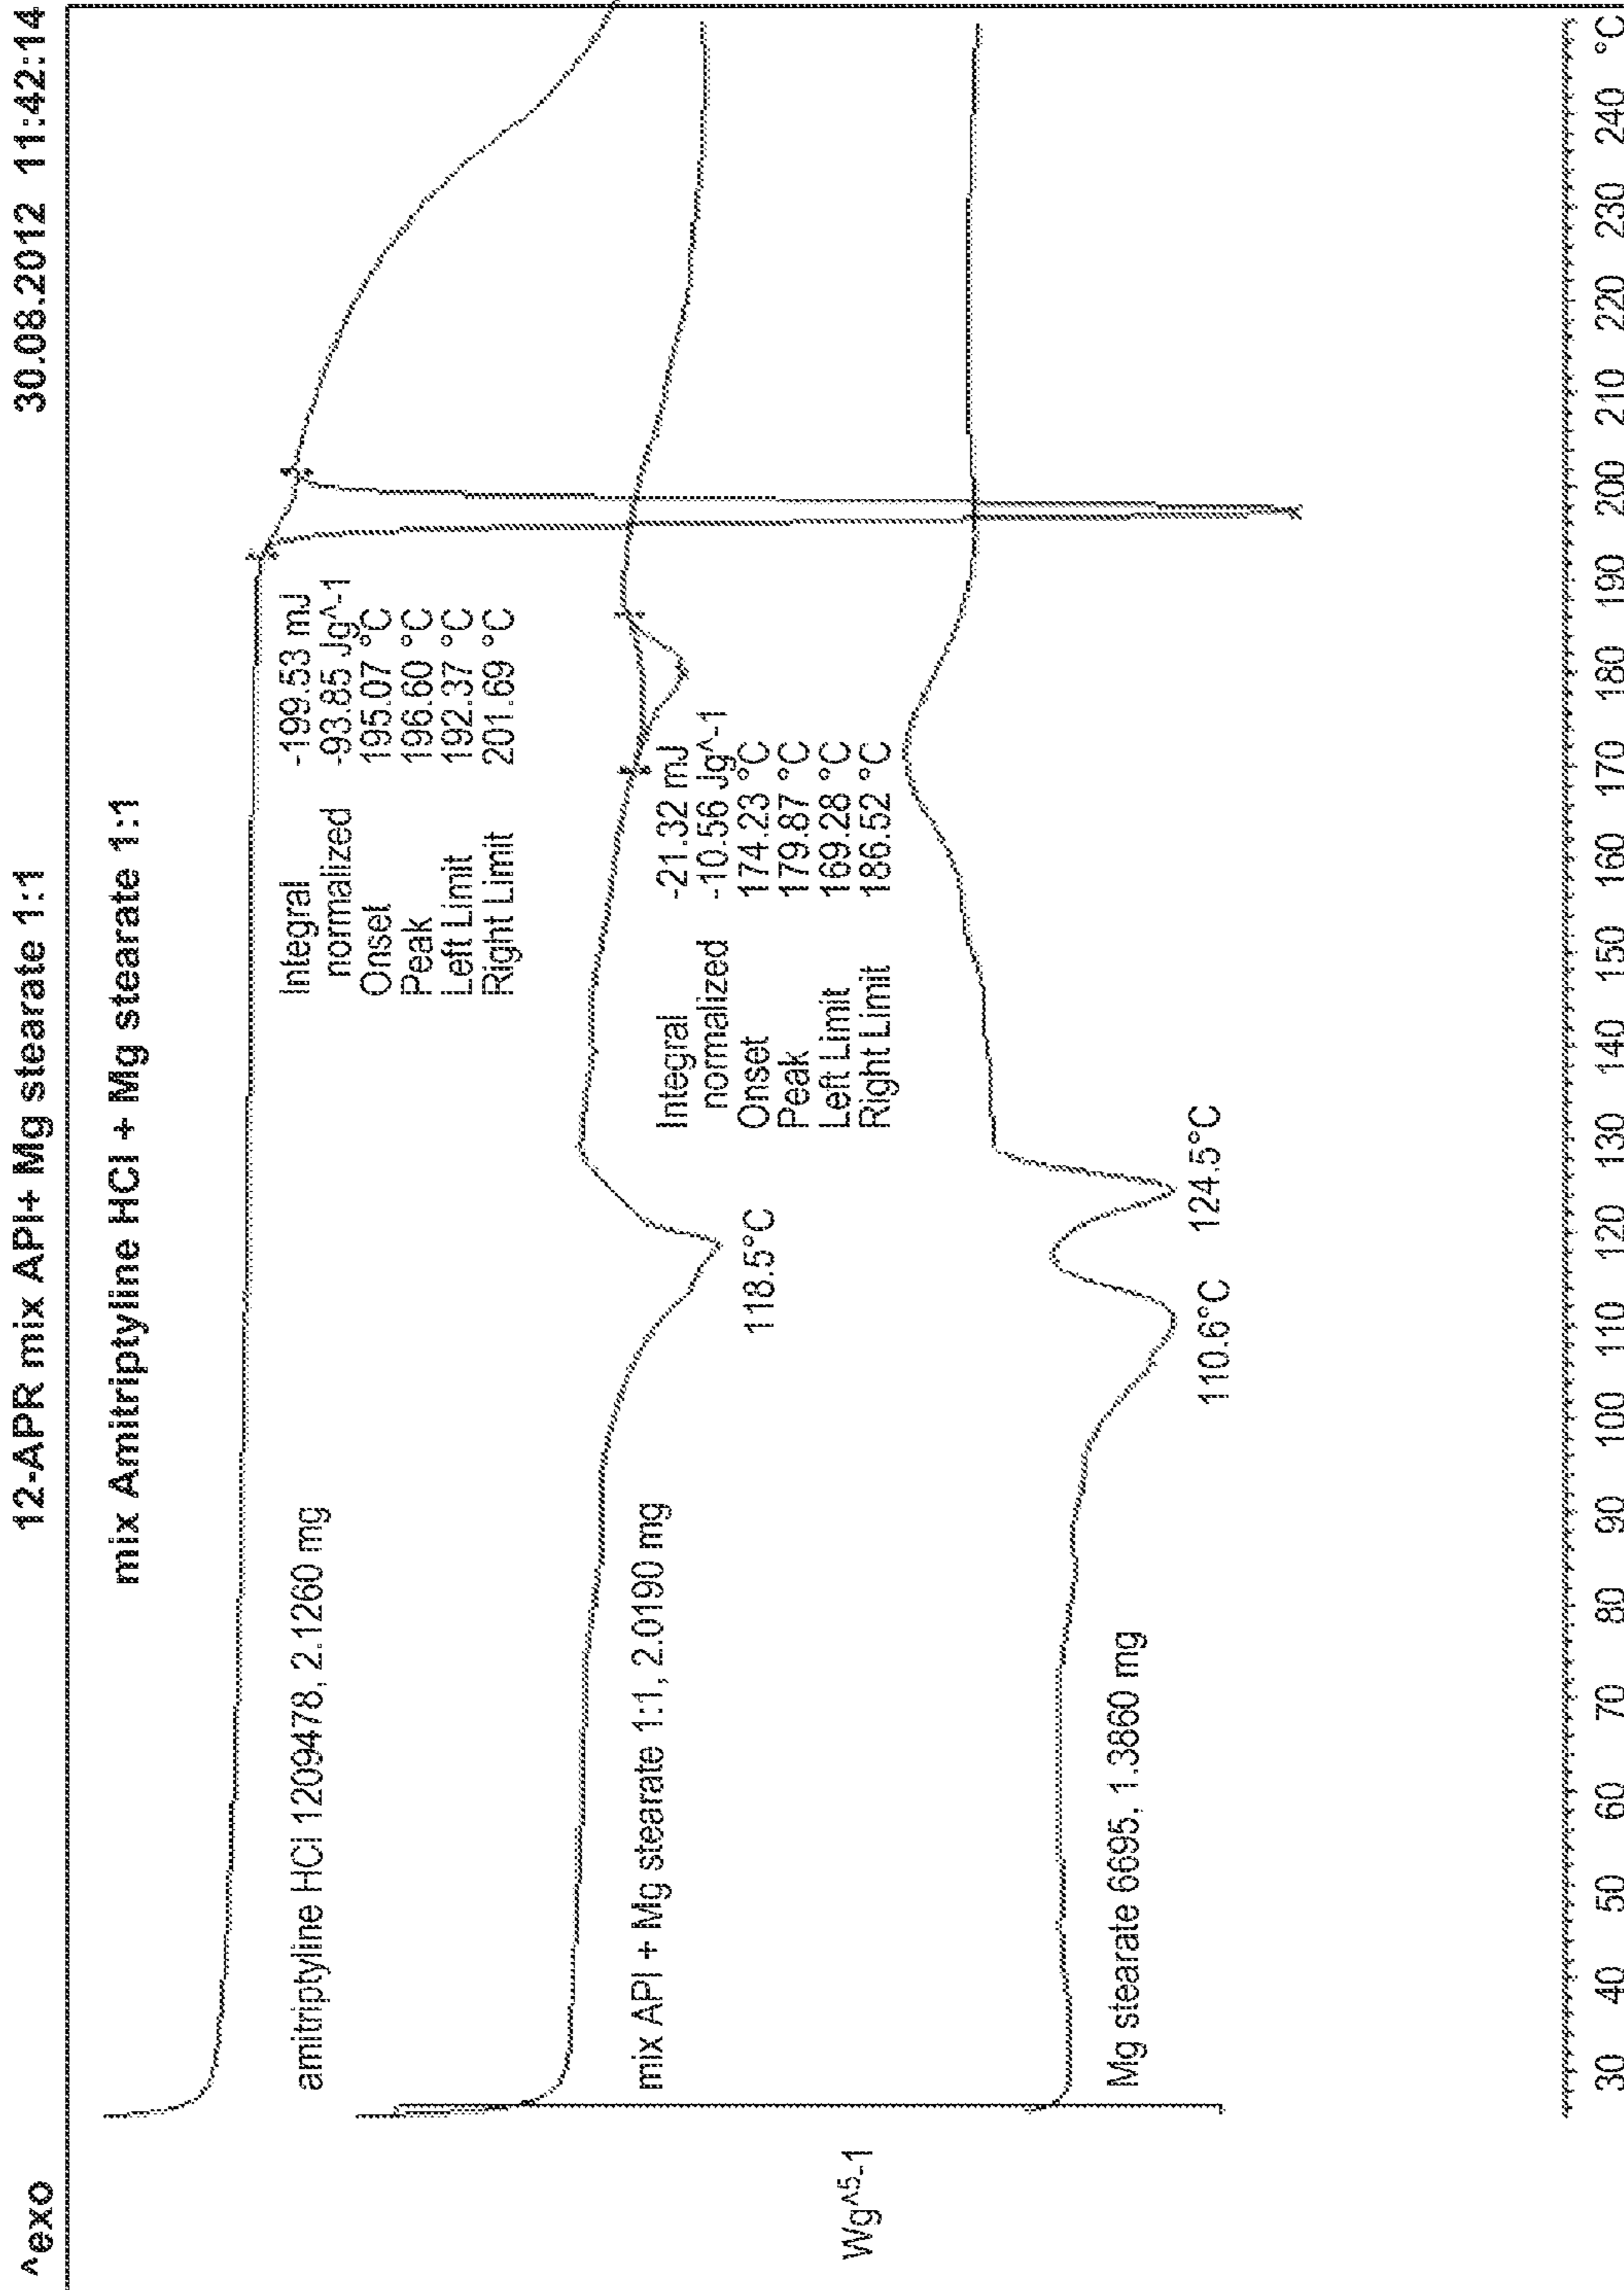 ^exo
12-APR mix API+ Mg stearate 1:1
30.08.2012 11:42:14
mix Amitriptyline HCl + Mg stearate 1:1
amitriptyline HCl 1209478, 2.1260 mg
Integral -199.53 mJ
normalized -93.85 Jg^-1
Onset 195.07 °C
Peak 196.60 °C
Left Limit 192.37 °C
Right Limit 201.69 °C
mix API + Mg stearate 1:1, 2.0190 mg
118.5°C
Integral -21.32 mJ
normalized -10.56 Jg^-1
Onset 174.23 °C
Peak 179.87 °C
Left Limit 169.28 °C
Right Limit 186.52 °C
Wg^5-1
Mg stearate 6695, 1.3860 mg
110.6°C
124.5°C
30 40 50 60 70 80 90 100 110 120 130 140 150 160 170 180 190 200 210 220 230 240 °C